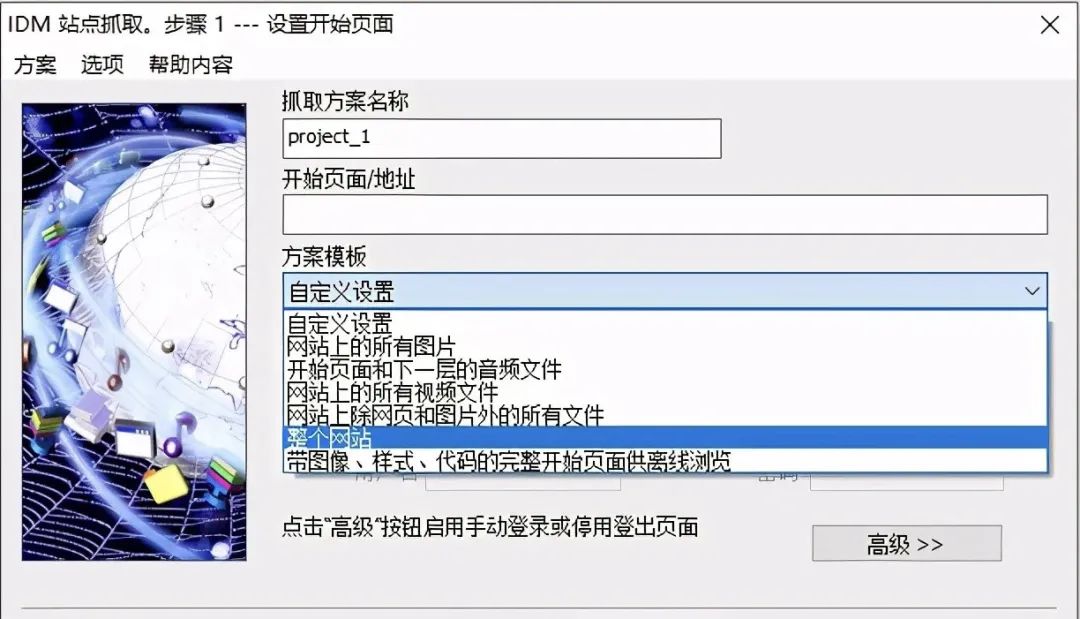 IDM 站点抓取。步骤 1 --- 设置开始页面
方案 选项 帮助内容
抓取方案名称
project_1
开始页面/地址
方案模板
自定义设置
自定义设置
网站上的所有图片
开始页面和下一层的音频文件
网站上的所有视频文件
网站上除网页和图片外的所有文件
整个网站
带图像、样式、代码的完整开始页面供离线浏览
点击“高级”按钮启用手动登录或停用登出页面
高级 >>